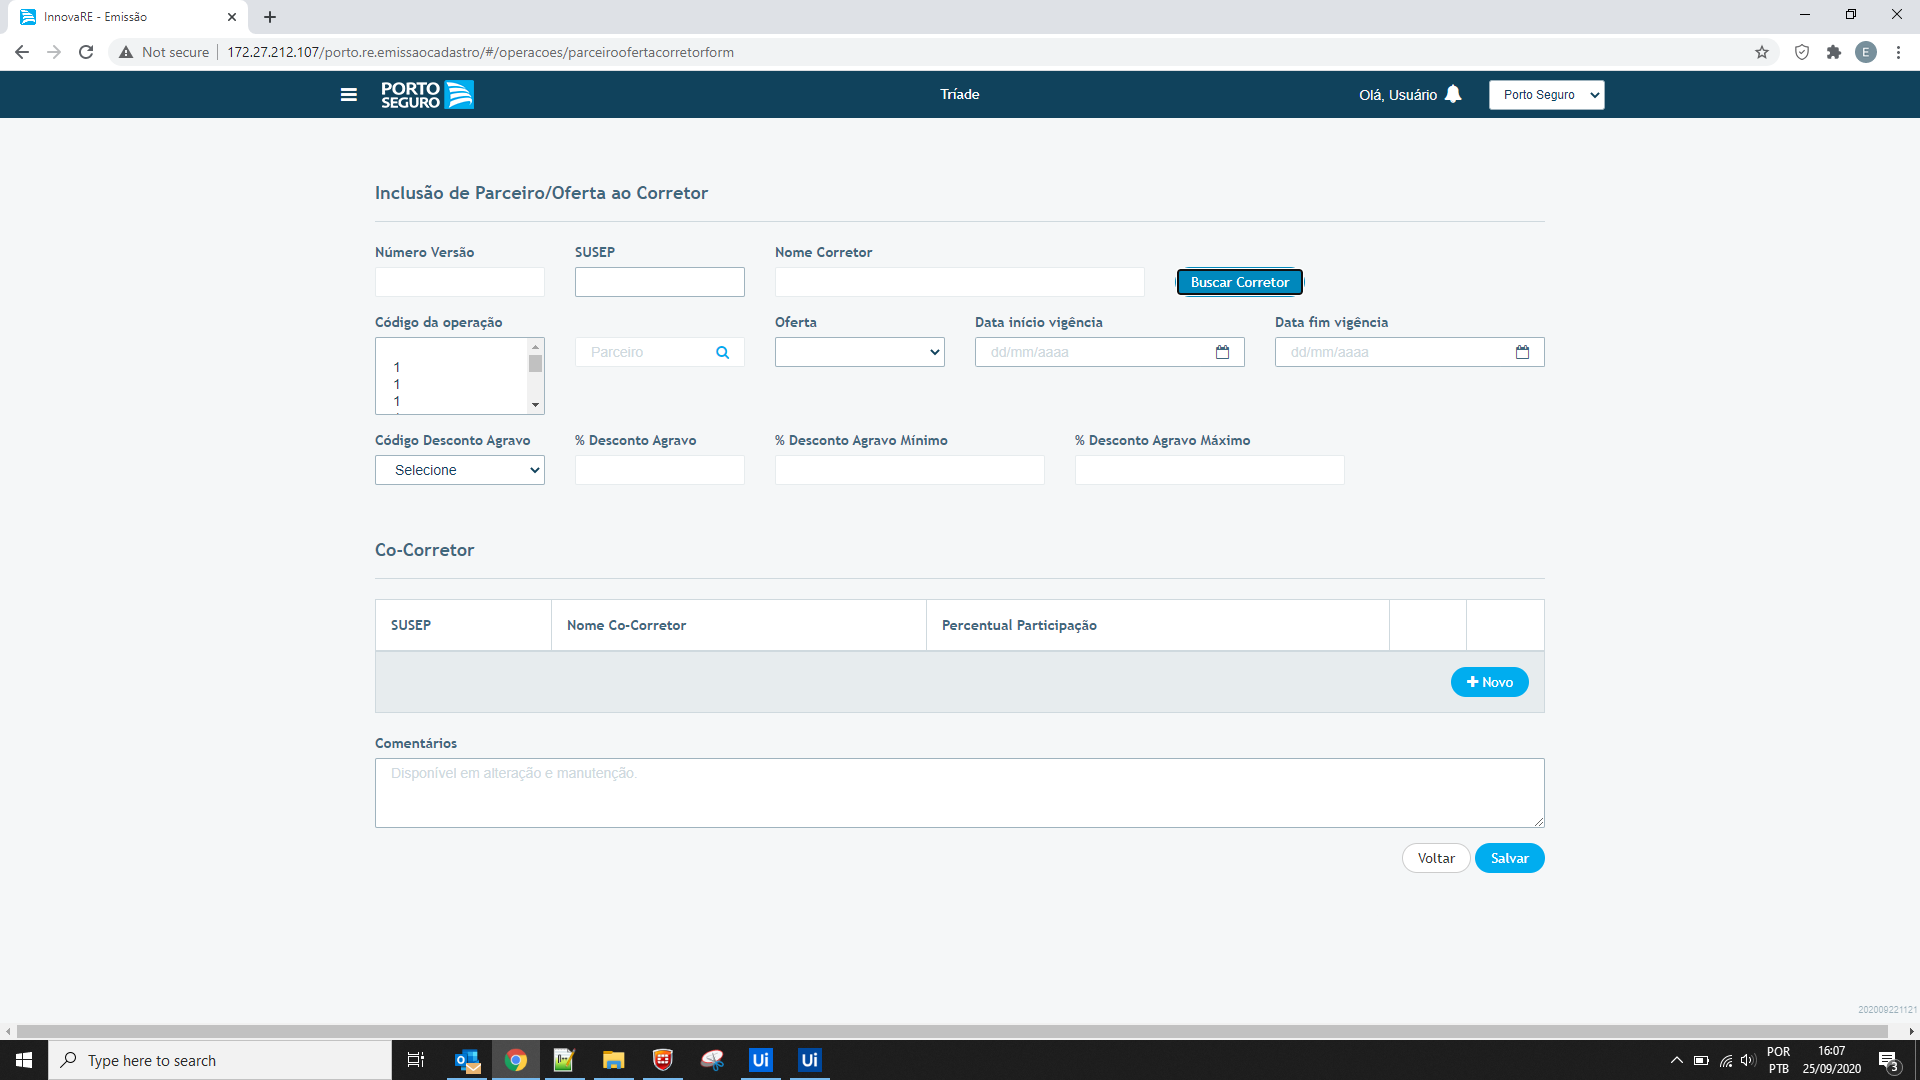 InnovaRE - Emissão
Not secure
172.27.212.107/porto.re.emissaocadastro/#/operacoes/parceiroofertacorretorform
E
PORTO
SEGURO
Tríade
Olá, Usuário
Porto Seguro
Inclusão de Parceiro/Oferta ao Corretor
Número Versão
SUSEP
Nome Corretor
Buscar Corretor
Código da operação
Oferta
Data início vigência
Data fim vigência
1
1
1
Parceiro
dd/mm/aaaa
dd/mm/aaaa
Código Desconto Agravo
% Desconto Agravo
% Desconto Agravo Mínimo
% Desconto Agravo Máximo
Selecione
Co-Corretor
SUSEP
Nome Co-Corretor
Percentual Participação
Novo
Comentários
Disponível em alteração e manutenção.
Voltar
Salvar
202009221121
Type here to search
Ui
Ui
POR
PTB
16:07
25/09/2020
3